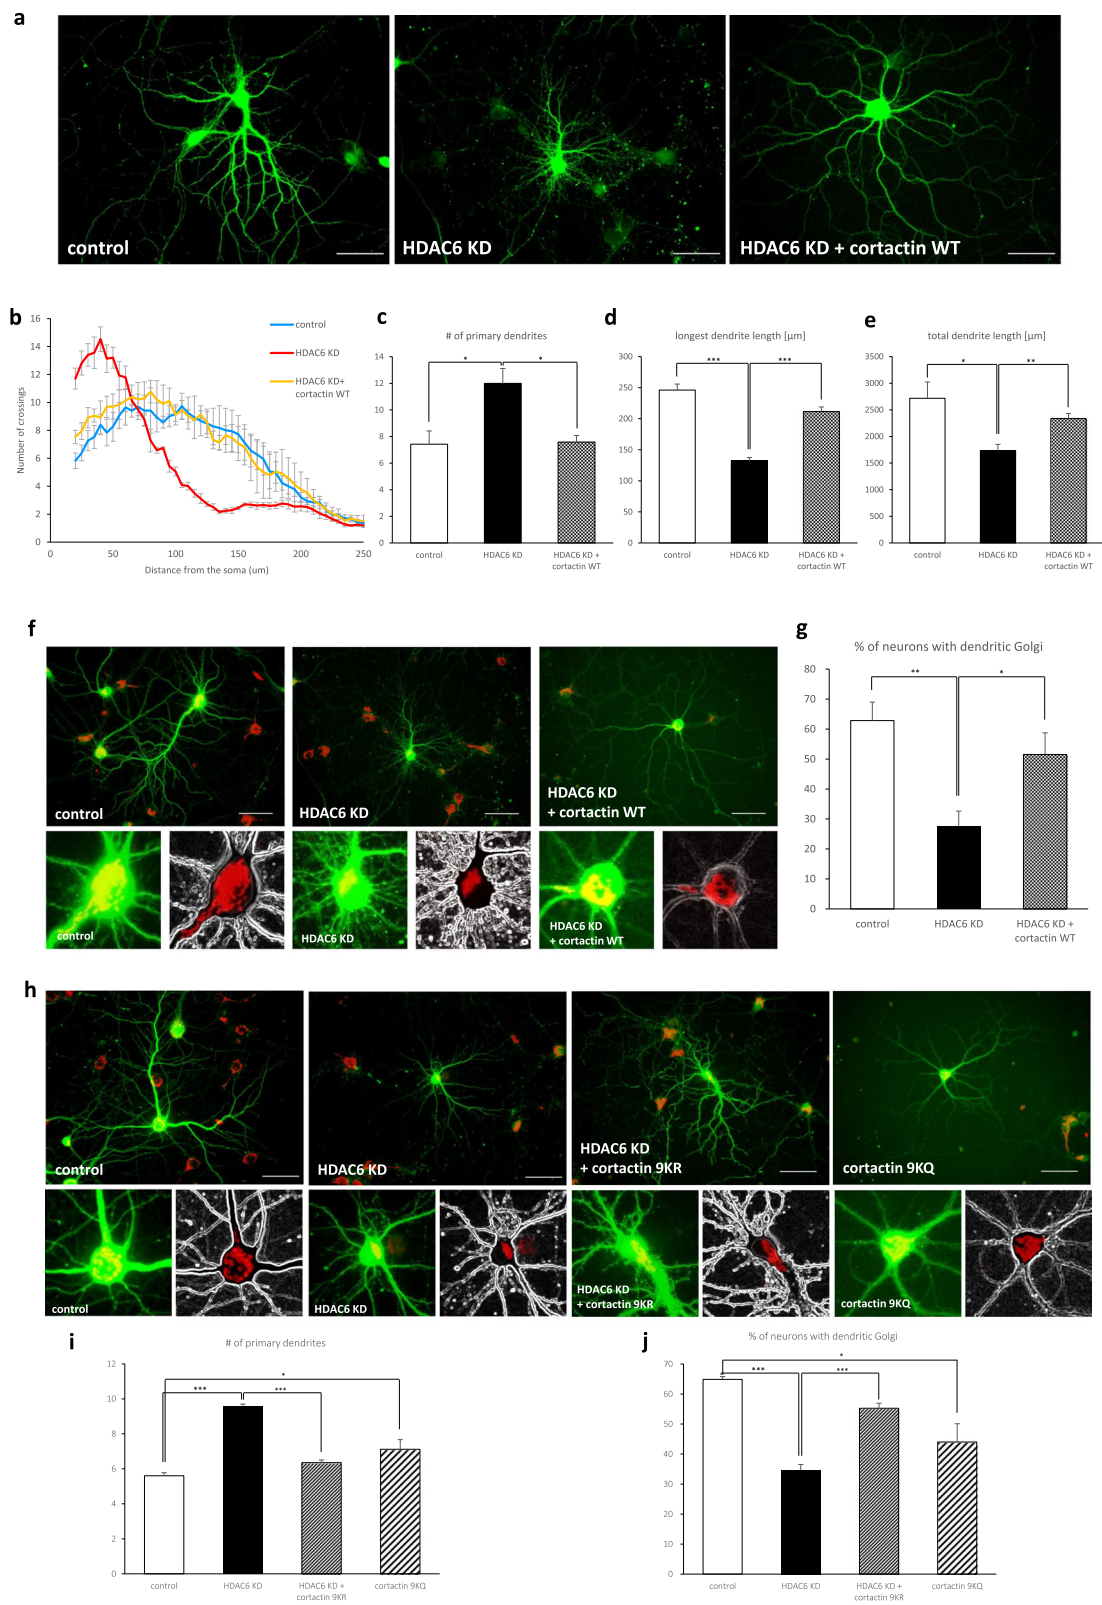 a
control
HDAC6 KD
HDAC6 KD + cortactin WT
b
16
14
12
10
8
6
4
2
0
Number of crossings
0
50
100
150
200
250
Distance from the soma (um)
control
HDAC6 KD
HDAC6 KD+
cortactin WT
c
# of primary dendrites
14
12
10
8
6
4
2
0
*
*
control
HDAC6 KD
HDAC6 KD +
cortactin WT
d
longest dendrite length [µm]
300
250
200
150
100
50
0
***
***
control
HDAC6 KD
HDAC6 KD +
cortactin WT
e
total dendrite length [µm]
3500
3000
2500
2000
1500
1000
500
0
*
**
control
HDAC6 KD
HDAC6 KD +
cortactin WT
f
control
HDAC6 KD
HDAC6 KD
+ cortactin WT
control
HDAC6 KD
HDAC6 KD
+ cortactin WT
g
% of neurons with dendritic Golgi
80
70
60
50
40
30
20
10
0
**
*
control
HDAC6 KD
HDAC6 KD +
cortactin WT
h
control
HDAC6 KD
HDAC6 KD
+ cortactin 9KR
cortactin 9KQ
control
HDAC6 KD
HDAC6 KD
+ cortactin 9KR
cortactin 9KQ
i
# of primary dendrites
12
10
8
6
4
2
0
*
***
***
control
HDAC6 KD
HDAC6 KD +
cortactin 9KR
cortactin 9KQ
j
% of neurons with dendritic Golgi
70
60
50
40
30
20
10
0
*
***
***
control
HDAC6 KD
HDAC6 KD +
cortactin 9KR
cortactin 9KQ